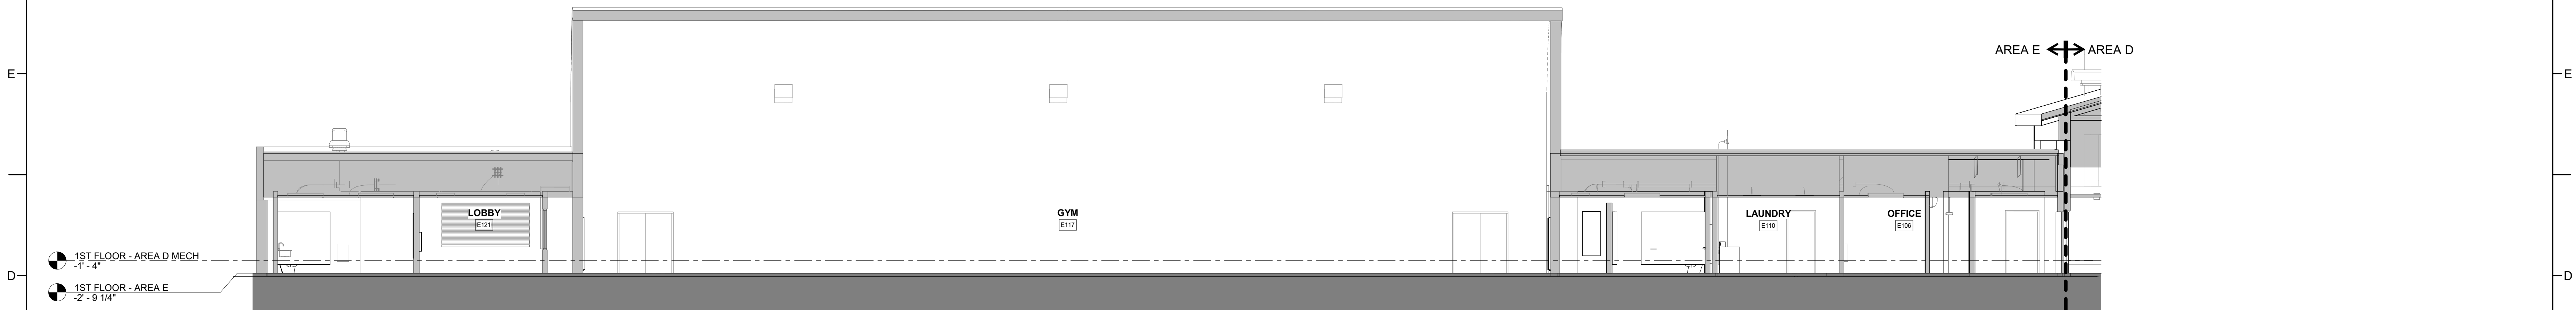 AREA E AREA D
E E
LOBBY
E121
GYM
E117
LAUNDRY
E110
OFFICE
E106
1ST FLOOR - AREA D MECH
-1' - 4"
D D
1ST FLOOR - AREA E
-2' - 9 1/4"